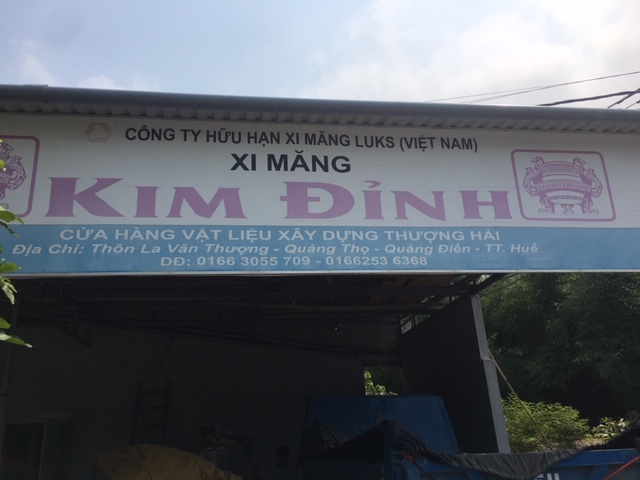 CÔNG TY HỮU HẠN XI MĂNG LUKS (VIỆT NAM)
XI MĂNG
KIM ĐỈNH
CỬA HÀNG VẬT LIỆU XÂY DỰNG THƯỢNG HẢI
Địa Chỉ: Thôn La Vân Thượng - Quảng Thọ - Quảng Điền - TT. Huế
DĐ: 0166 3055 709 - 0166253 6368